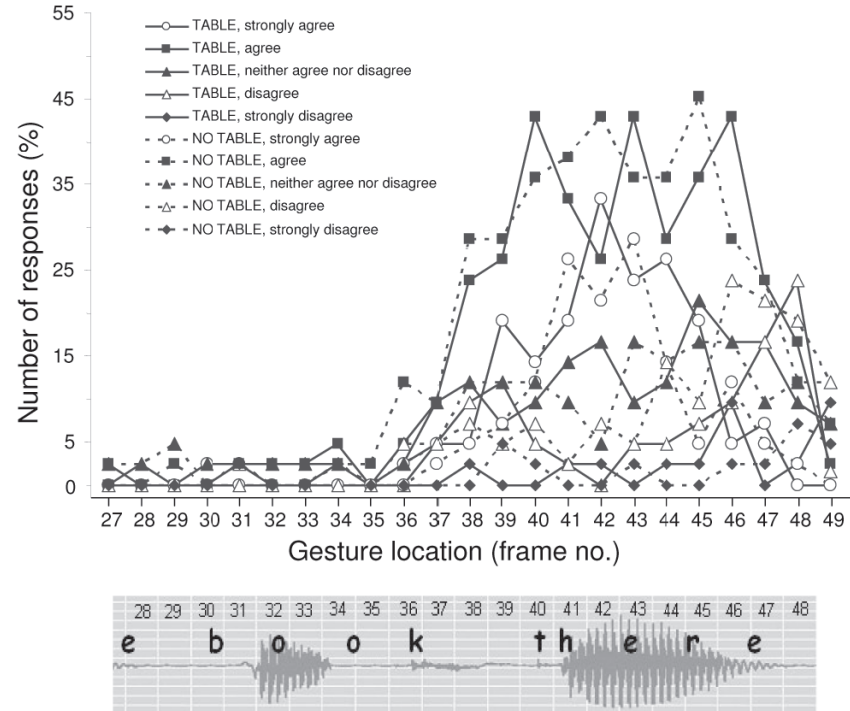 55
45
35
25
15
5
0
Number of responses (%)
TABLE, strongly agree
TABLE, agree
TABLE, neither agree nor disagree
TABLE, disagree
TABLE, strongly disagree
NO TABLE, strongly agree
NO TABLE, agree
NO TABLE, neither agree nor disagree
NO TABLE, disagree
NO TABLE, strongly disagree
27 28 29 30 31 32 33 34 35 36 37 38 39 40 41 42 43 44 45 46 47 48 49
Gesture location (frame no.)
28 29 30 31 32 33 34 35 36 37 38 39 40 41 42 43 44 45 46 47 48
e b o o k t h e r e